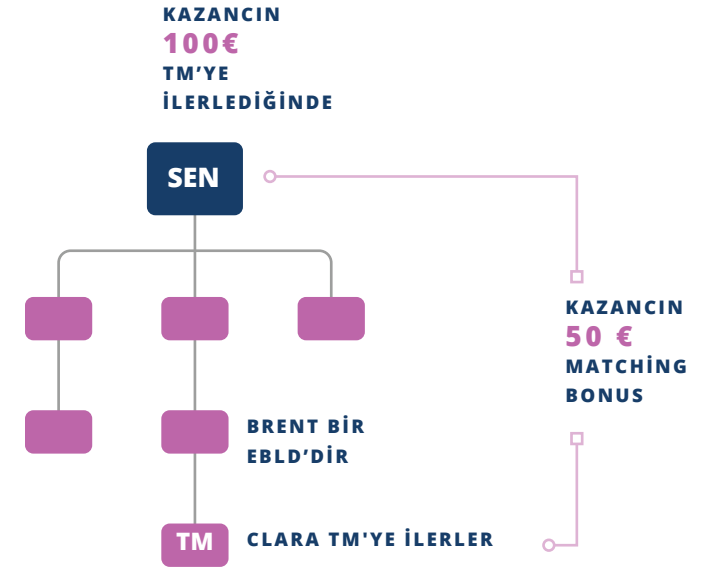 KAZANCIN
100€
TM’YE
İLERLEDİĞİNDE
SEN
KAZANCIN
50 €
MATCHİNG
BONUS
BRENT BİR
EBLD’DİR
TM
CLARA TM'YE İLERLER